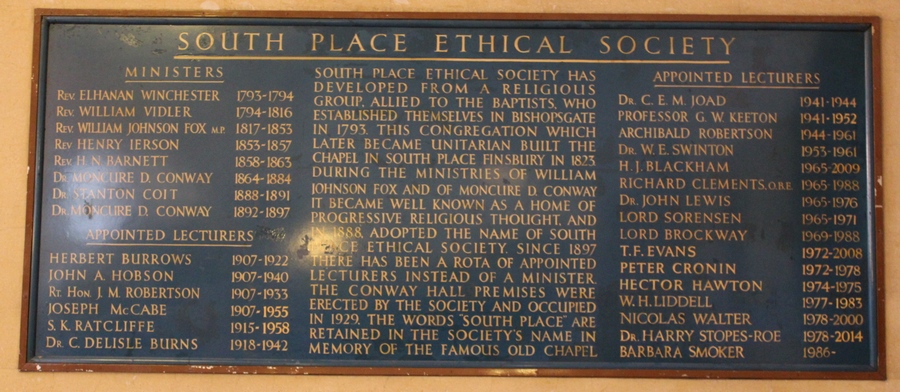 SOUTH PLACE ETHICAL SOCIETY
MINISTERS
REV. ELHANAN WINCHESTER 1793-1794
REV. WILLIAM VIDLER 1794-1816
REV. WILLIAM JOHNSON FOX M.P. 1817-1853
REV HENRY IERSON 1853-1857
REV. H N BARNETT 1858-1863
DR. MONCURE D. CONWAY 1864-1884
DR. STANTON COIT 1888-1891
DR. MONCURE D. CONWAY 1892-1897
APPOINTED LECTURERS
HERBERT BURROWS 1907-1922
JOHN A. HOBSON 1907-1940
RT. HON. J. M. ROBERTSON 1907-1933
JOSEPH MCCABE 1907-1955
S. K. RATCLIFFE 1915-1958
DR. C. DELISLE BURNS 1918-1942
SOUTH PLACE ETHICAL SOCIETY HAS
DEVELOPED FROM A RELIGIOUS
GROUP, ALLIED TO THE BAPTISTS, WHO
ESTABLISHED THEMSELVES IN BISHOPSGATE
IN 1793. THIS CONGREGATION WHICH
LATER BECAME UNITARIAN BUILT THE
CHAPEL IN SOUTH PLACE FINSBURY IN 1823.
DURING THE MINISTRIES OF WILLIAM
JOHNSON FOX AND OF MONCURE D. CONWAY
IT BECAME WELL KNOWN AS A HOME OF
PROGRESSIVE RELIGIOUS THOUGHT, AND
IN 1888, ADOPTED THE NAME OF SOUTH
PLACE ETHICAL SOCIETY. SINCE 1897
THERE HAS BEEN A ROTA OF APPOINTED
LECTURERS INSTEAD OF A MINISTER.
THE CONWAY HALL PREMISES WERE
ERECTED BY THE SOCIETY AND OCCUPIED
IN 1929. THE WORDS "SOUTH PLACE" ARE
RETAINED IN THE SOCIETY'S NAME IN
MEMORY OF THE FAMOUS OLD CHAPEL
APPOINTED LECTURERS
DR. C. E. M. JOAD 1941-1944
PROFESSOR G. W. KEETON 1941-1952
ARCHIBALD ROBERTSON 1944-1961
DR. W. E. SWINTON 1953-1961
H. J. BLACKHAM 1965-2009
RICHARD CLEMENTS, O.B.E. 1965-1988
DR. JOHN LEWIS 1965-1976
LORD SORENSEN 1965-1971
LORD BROCKWAY 1969-1988
T. F. EVANS 1972-2008
PETER CRONIN 1972-1978
HECTOR HAWTON 1974-1975
W. H. LIDDELL 1977-1983
NICOLAS WALTER 1978-2000
DR. HARRY STOPES-ROE 1978-2014
BARBARA SMOKER 1986-